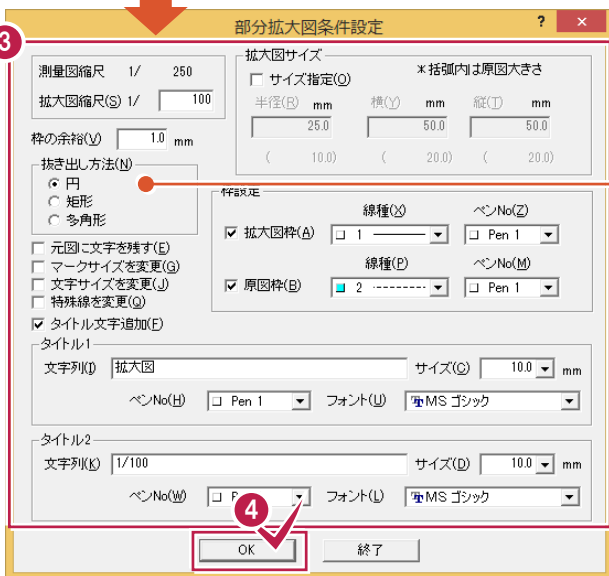 部分拡大図条件設定 ? ×
3
測量図縮尺 1/ 250
拡大図縮尺(S) 1/ 100
枠の余裕(V) 1.0 mm
抜き出し方法(N)
円
矩形
多角形
元図に文字を残す(E)
マークサイズを変更(G)
文字サイズを変更(J)
特殊線を変更(Q)
タイトル文字追加(F)
拡大図サイズ
サイズ指定(O) *括弧内は原図大きさ
半径(R) mm 横(Y) mm 縦(T) mm
25.0 50.0 50.0
( 10.0) ( 20.0) ( 20.0)
枠設定
線種(X) ペンNo(Z)
拡大図枠(A) 1 Pen 1
線種(P) ペンNo(M)
原図枠(B) 2 Pen 1
タイトル1
文字列(I) 拡大図 サイズ(C) 10.0 mm
ペンNo(H) Pen 1 フォント(U) MS ゴシック
タイトル2
文字列(K) 1/100 サイズ(D) 10.0 mm
ペンNo(W) フォント(L) MS ゴシック
4
OK 終了